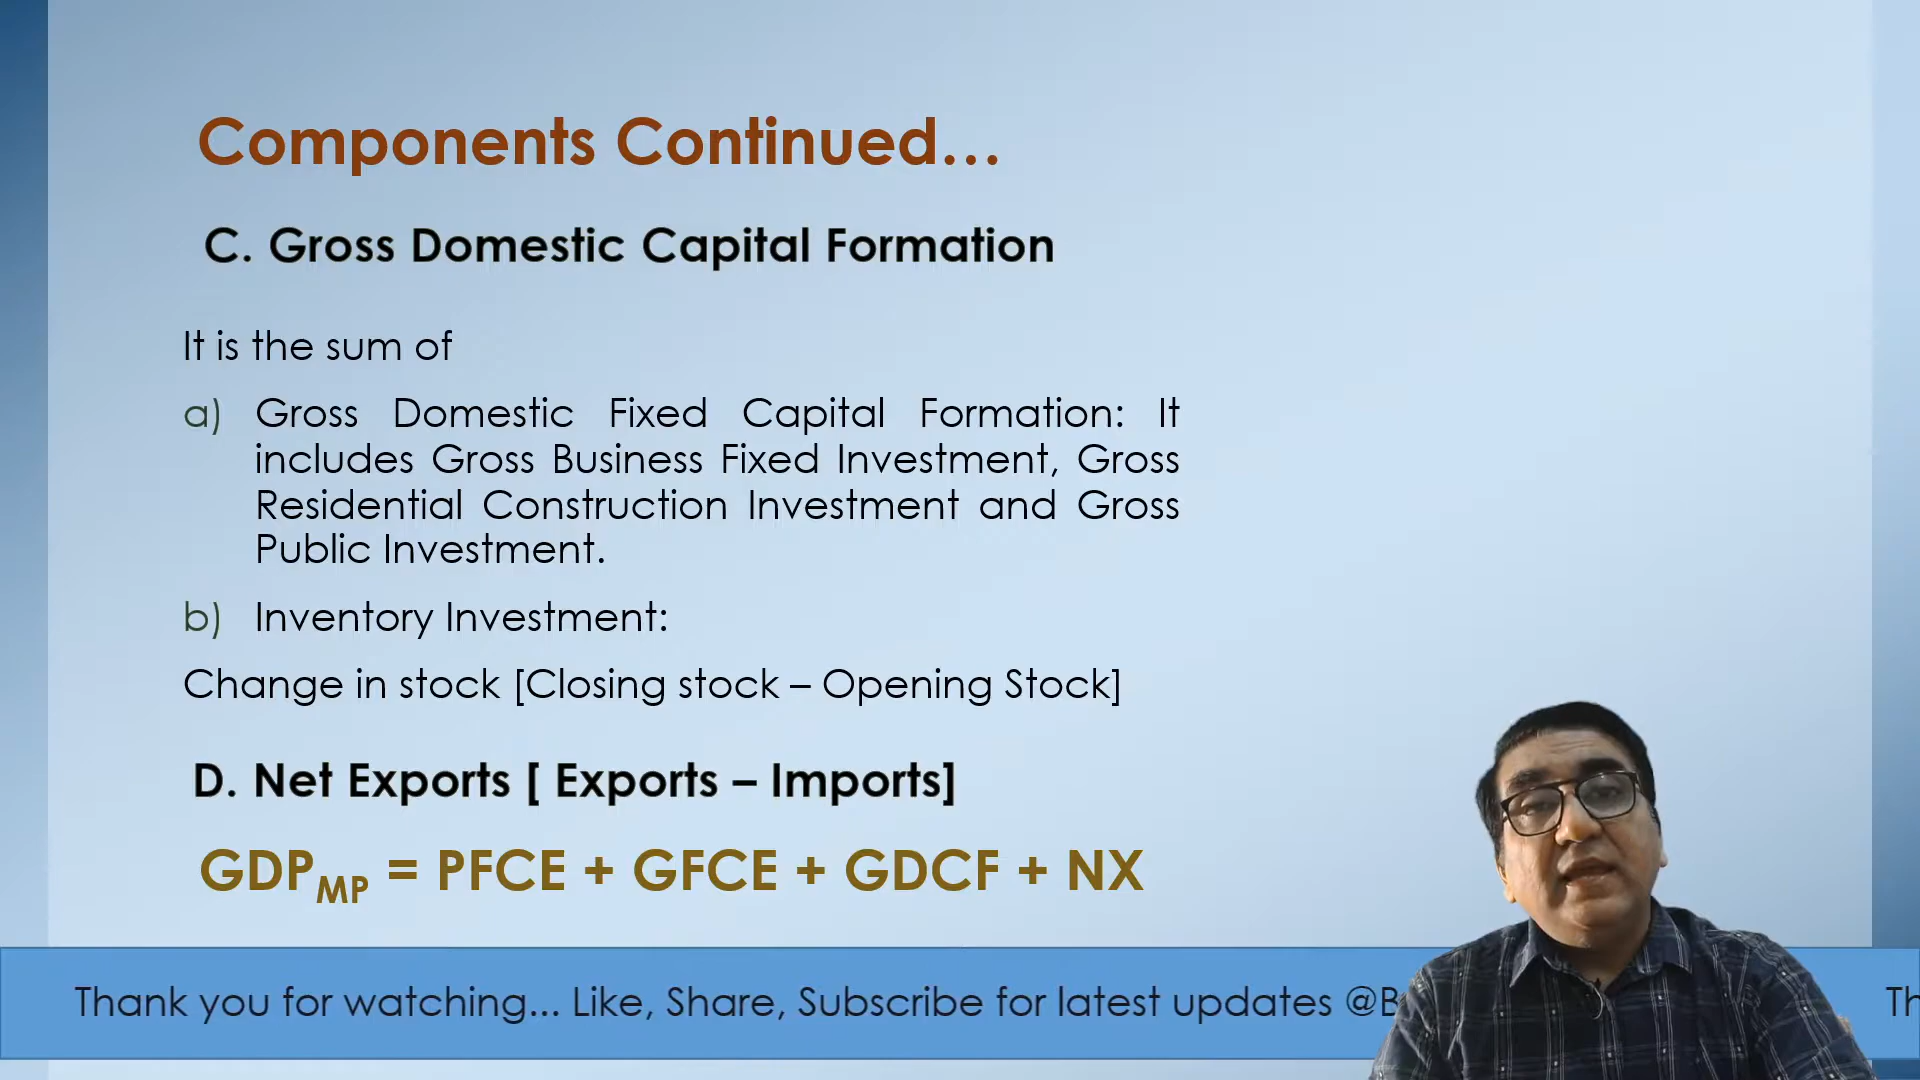 Components Continued...
C. Gross Domestic Capital Formation
It is the sum of
a) Gross Domestic Fixed Capital Formation: It
includes Gross Business Fixed Investment, Gross
Residential Construction Investment and Gross
Public Investment.
b) Inventory Investment:
Change in stock [Closing stock – Opening Stock]
D. Net Exports [ Exports – Imports]
GDPMP = PFCE + GFCE + GDCF + NX
Thank you for watching... Like, Share, Subscribe for latest updates